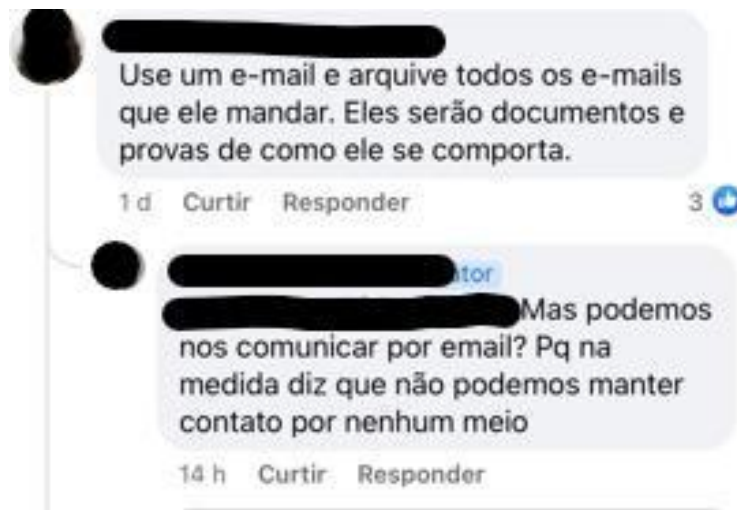 Use um e-mail e arquive todos os e-mails
que ele mandar. Eles serão documentos e
provas de como ele se comporta.
1 d Curtir Responder 3
Mas podemos
nos comunicar por email? Pq na
medida diz que não podemos manter
contato por nenhum meio
14 h Curtir Responder